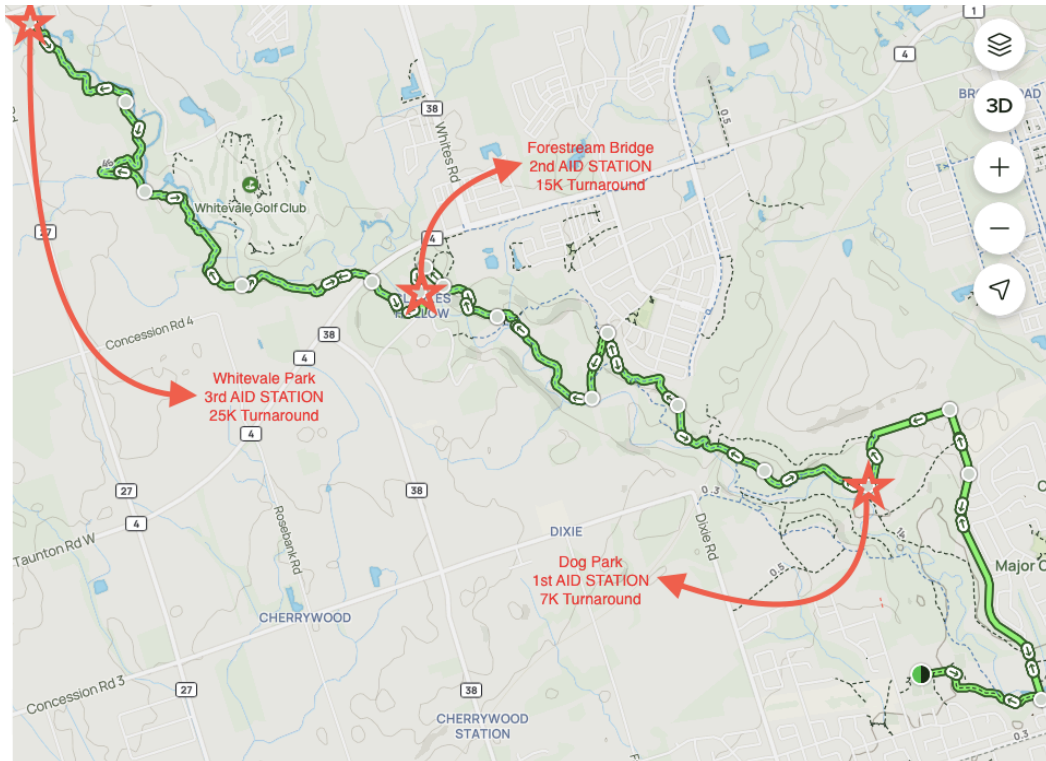 1
4
3D
38
Whites Rd
Forestream Bridge
2nd AID STATION
15K Turnaround
0.5
Whitevale Golf Club
27
4
38
4
Concession Rd 4
Whitevale Park
3rd AID STATION
25K Turnaround
4
27
38
0.3
4
Taunton Rd W
Rosebank Rd
DIXIE
Dixie Rd
14
Dog Park
1st AID STATION
7K Turnaround
0.5
Major
CHERRYWOOD
Concession Rd 3
27
38
CHERRYWOOD
STATION
0.3